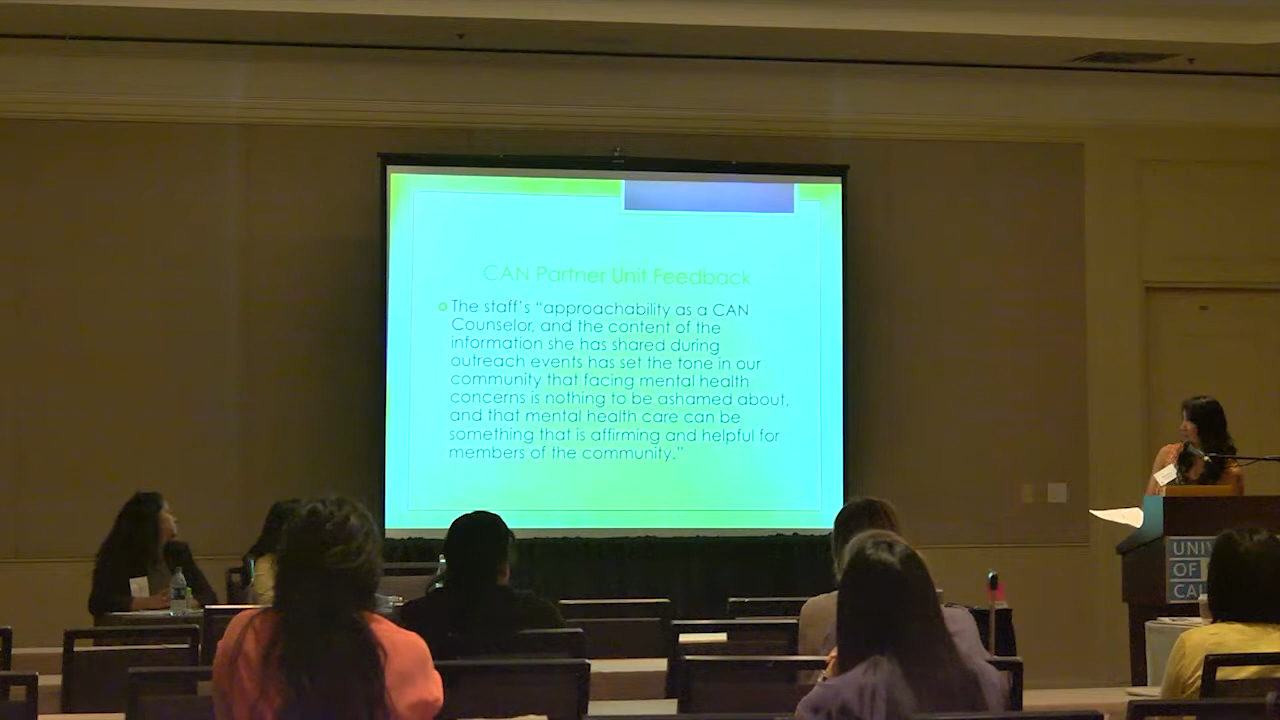 CAN Partner Unit Feedback
The staff's "approachability as a CAN
Counselor, and the content of the
information she has shared during
outreach events has set the tone in our
community that facing mental health
concerns is nothing to be ashamed about,
and that mental health care can be
something that is affirming and helpful for
members of the community."
UNIV
OF
CAL